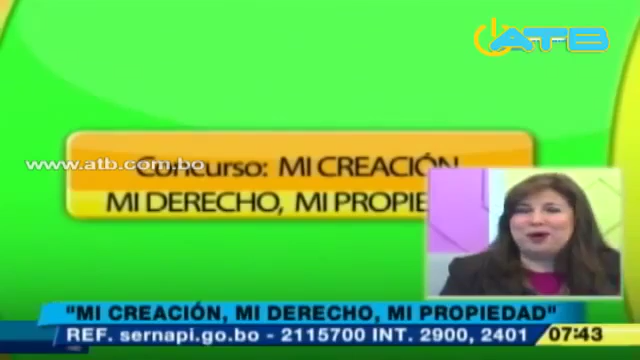 ATB
www.atb.com.bo
Concurso: MI CREACIÓN
MI DERECHO, MI PROPIE
"MI CREACIÓN, MI DERECHO, MI PROPIEDAD"
REF. sernapi.go.bo - 2115700 INT. 2900, 2401
07:43